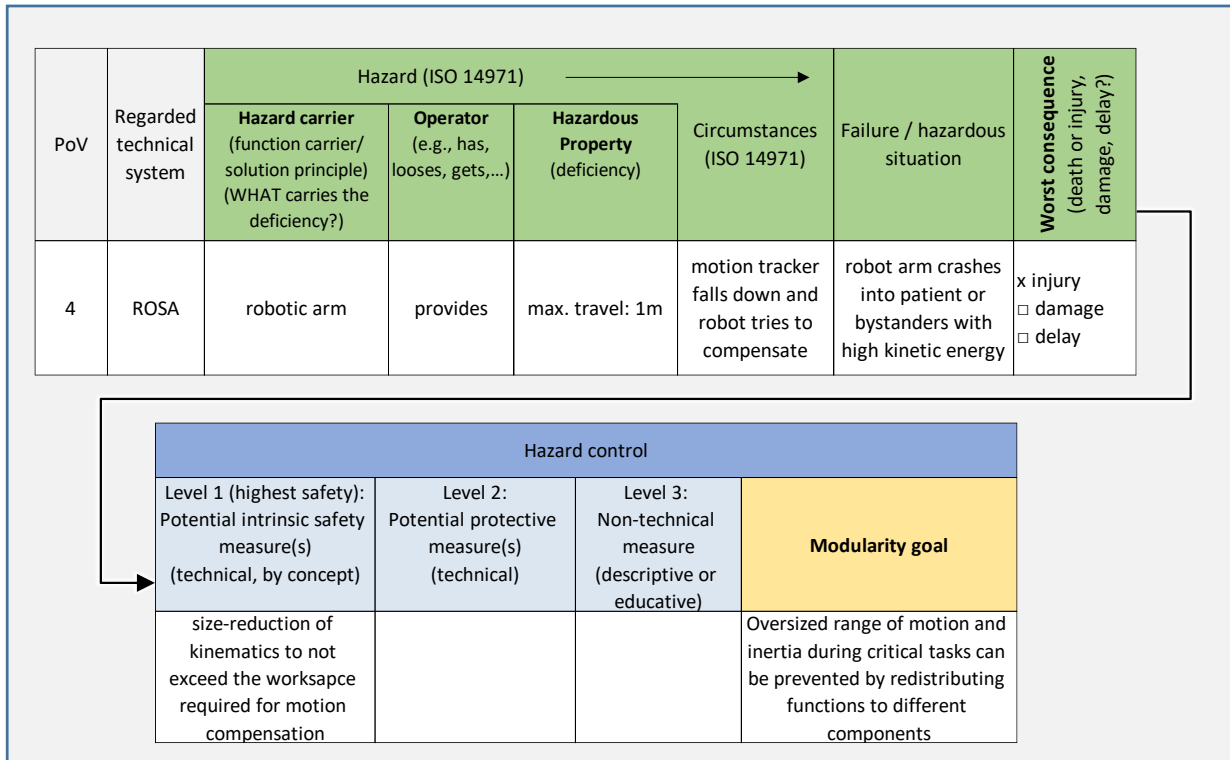 PoV
Regarded
technical
system
Hazard (ISO 14971)
Hazard carrier
(function carrier/
solution principle)
(WHAT carries the
deficiency?)
Operator
(e.g., has,
looses, gets,…)
Hazardous
Property
(deficiency)
Circumstances
(ISO 14971)
Failure / hazardous
situation
Worst consequence
(death or injury,
damage, delay?)
4
ROSA
robotic arm
provides
max. travel: 1m
motion tracker
falls down and
robot tries to
compensate
robot arm crashes
into patient or
bystanders with
high kinetic energy
x injury
□ damage
□ delay
Hazard control
Level 1 (highest safety):
Potential intrinsic safety
measure(s)
(technical, by concept)
Level 2:
Potential protective
measure(s)
(technical)
Level 3:
Non-technical
measure
(descriptive or
educative)
Modularity goal
size-reduction of
kinematics to not
exceed the worksapce
required for motion
compensation
Oversized range of motion and
inertia during critical tasks can
be prevented by redistributing
functions to different
components